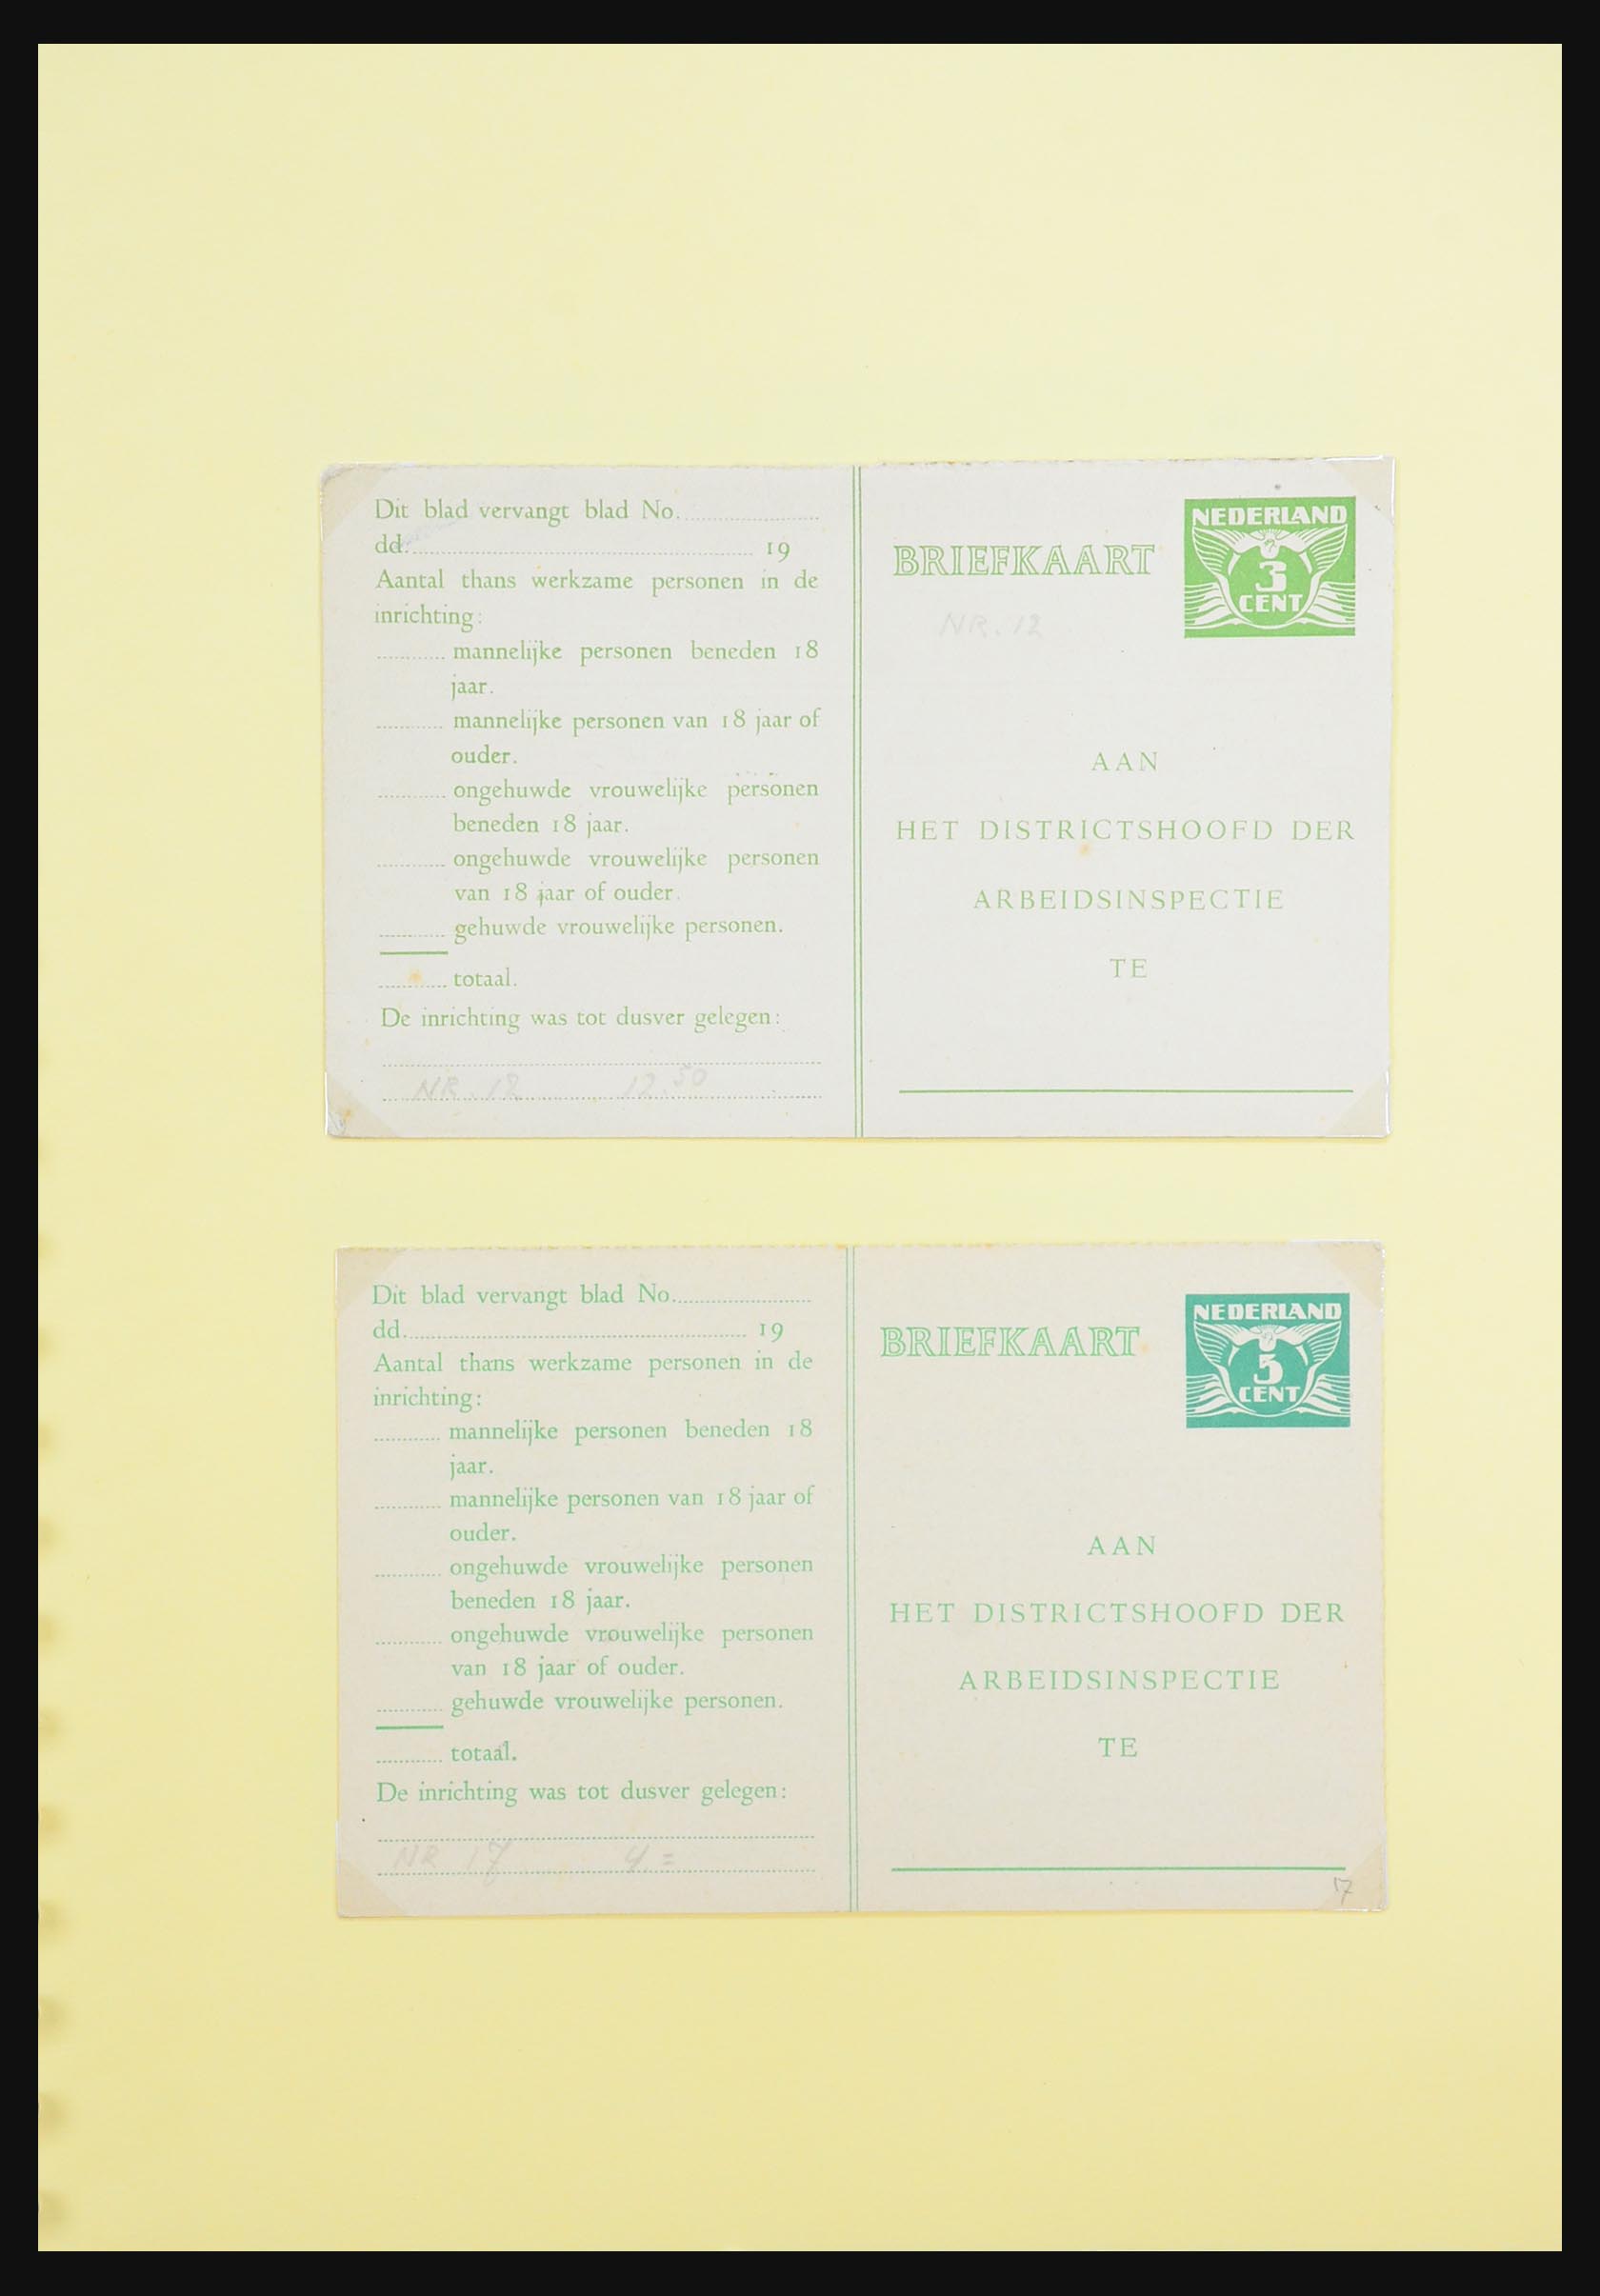 Dit blad vervangt blad No.
dd. 19
Aantal thans werkzame personen in de
inrichting:
mannelijke personen beneden 18
jaar.
mannelijke personen van 18 jaar of
ouder.
ongehuwde vrouwelijke personen
beneden 18 jaar.
ongehuwde vrouwelijke personen
van 18 jaar of ouder.
gehuwde vrouwelijke personen.
totaal.
De inrichting was tot dusver gelegen:
NR. 12 12.50
BRIEFKAART
NEDERLAND
3
CENT
NR. 12
AAN
HET DISTRICTSHOOFD DER
ARBEIDSINSPECTIE
TE
Dit blad vervangt blad No.
dd. 19
Aantal thans werkzame personen in de
inrichting:
mannelijke personen beneden 18
jaar.
mannelijke personen van 18 jaar of
ouder.
ongehuwde vrouwelijke personen
beneden 18 jaar.
ongehuwde vrouwelijke personen
van 18 jaar of ouder.
gehuwde vrouwelijke personen.
totaal.
De inrichting was tot dusver gelegen:
NR 17 4 =
BRIEFKAART
NEDERLAND
5
CENT
AAN
HET DISTRICTSHOOFD DER
ARBEIDSINSPECTIE
TE
17